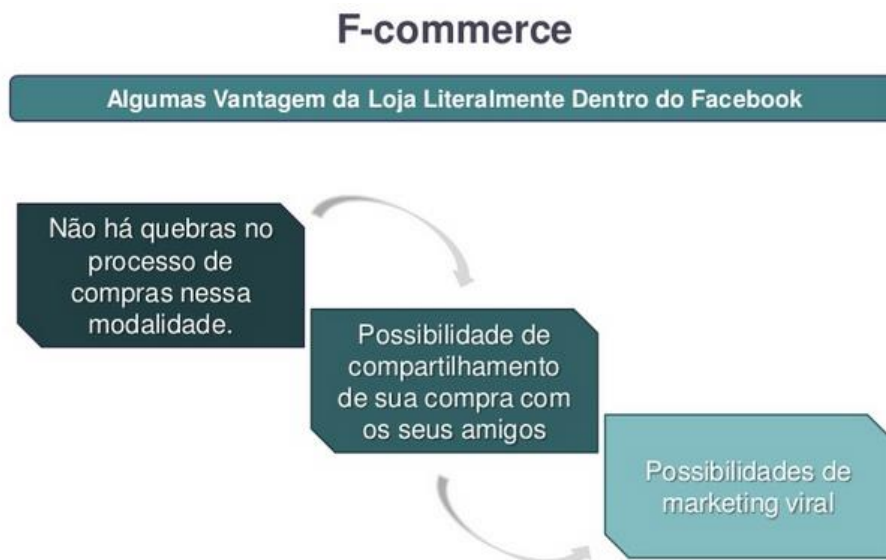 F-commerce
Algumas Vantagem da Loja Literalmente Dentro do Facebook
Não há quebras no
processo de
compras nessa
modalidade.
Possibilidade de
compartilhamento
de sua compra com
os seus amigos
Possibilidades de
marketing viral